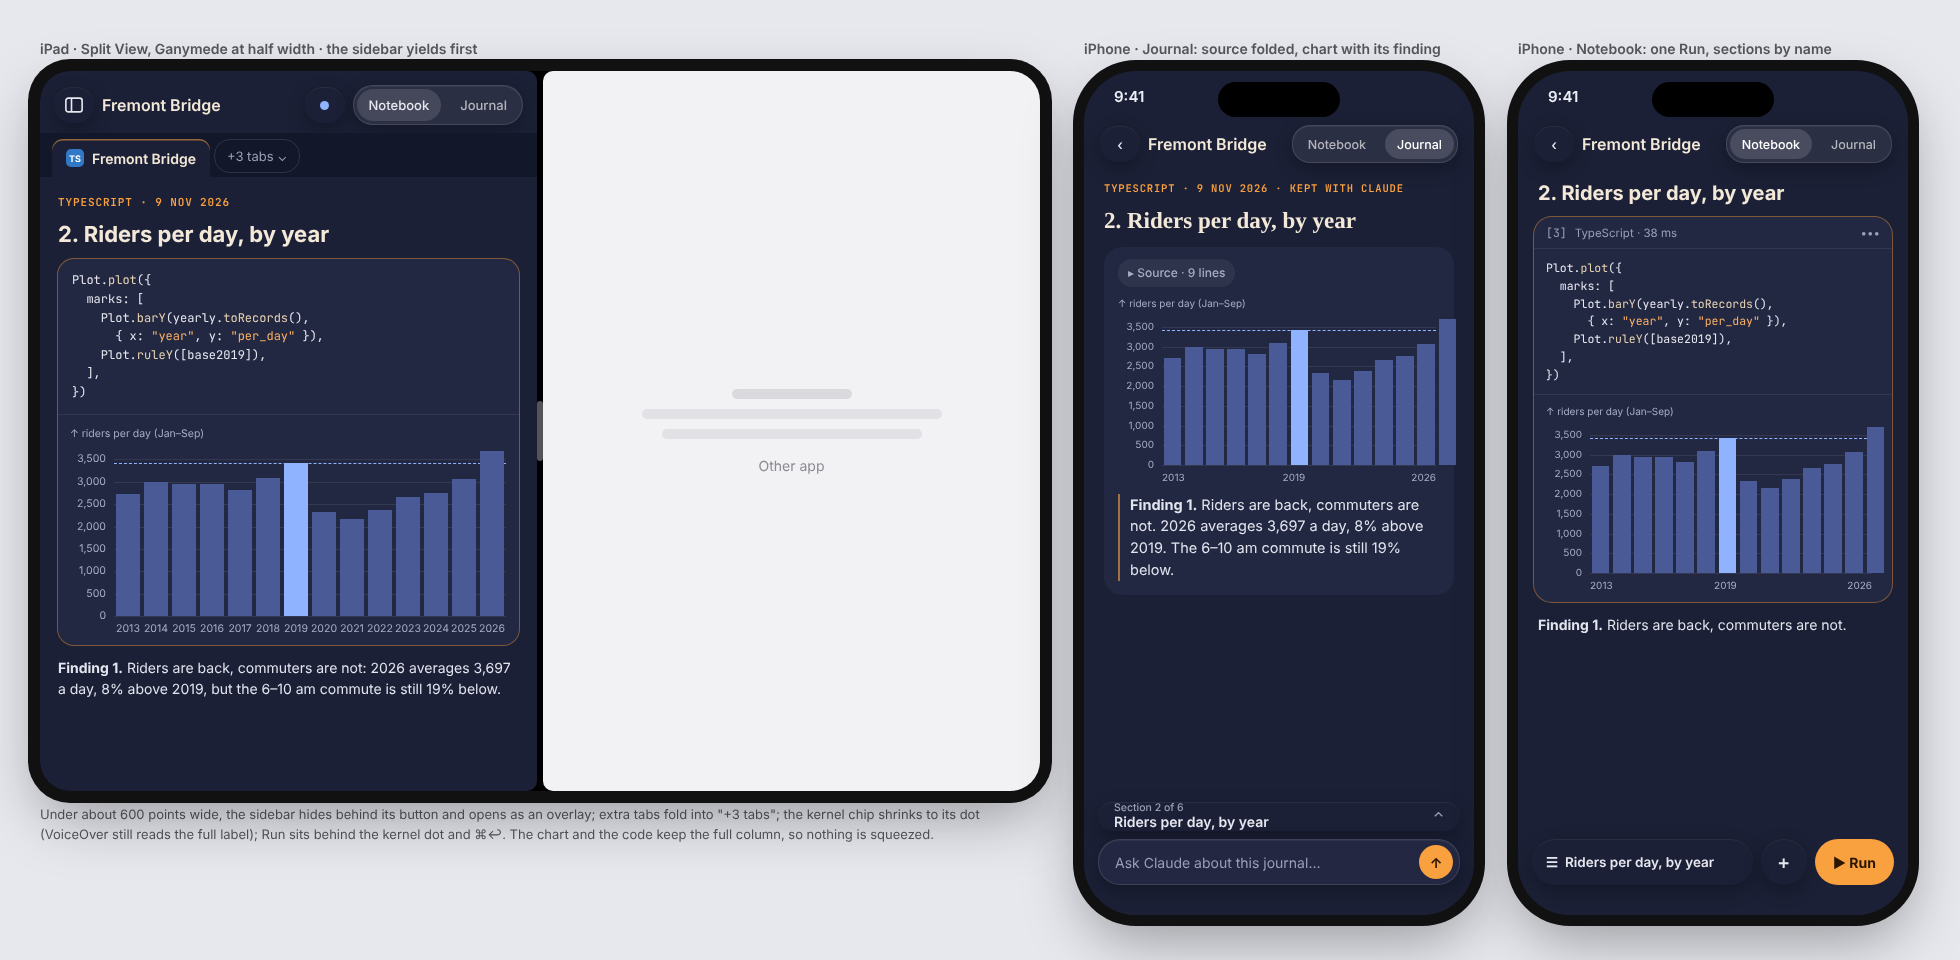 iPad · Split View, Ganymede at half width · the sidebar yields first
Fremont Bridge
Notebook
Journal
TS
Fremont Bridge
+3 tabs
TYPESCRIPT · 9 NOV 2026
2. Riders per day, by year
Plot.plot({
marks: [
Plot.barY(yearly.toRecords(),
{ x: "year", y: "per_day" }),
Plot.ruleY([base2019]),
],
})
↑ riders per day (Jan–Sep)
3,500
3,000
2,500
2,000
1,500
1,000
500
0
2013 2014 2015 2016 2017 2018 2019 2020 2021 2022 2023 2024 2025 2026
Finding 1. Riders are back, commuters are not: 2026 averages 3,697
a day, 8% above 2019, but the 6–10 am commute is still 19% below.
Other app
Under about 600 points wide, the sidebar hides behind its button and opens as an overlay; extra tabs fold into "+3 tabs"; the kernel chip shrinks to its dot
(VoiceOver still reads the full label); Run sits behind the kernel dot and ⌘↩. The chart and the code keep the full column, so nothing is squeezed.
iPhone · Journal: source folded, chart with its finding
9:41
‹
Fremont Bridge
Notebook
Journal
TYPESCRIPT · 9 NOV 2026 · KEPT WITH CLAUDE
2. Riders per day, by year
▸ Source · 9 lines
↑ riders per day (Jan–Sep)
3,500
3,000
2,500
2,000
1,500
1,000
500
0
2013 2019 2026
Finding 1. Riders are back, commuters are
not. 2026 averages 3,697 a day, 8% above
2019. The 6–10 am commute is still 19%
below.
Section 2 of 6
Riders per day, by year
Ask Claude about this journal...
iPhone · Notebook: one Run, sections by name
9:41
‹
Fremont Bridge
Notebook
Journal
2. Riders per day, by year
[3] TypeScript · 38 ms
Plot.plot({
marks: [
Plot.barY(yearly.toRecords(),
{ x: "year", y: "per_day" }),
Plot.ruleY([base2019]),
],
})
↑ riders per day (Jan–Sep)
3,500
3,000
2,500
2,000
1,500
1,000
500
0
2013 2019 2026
Finding 1. Riders are back, commuters are not.
☰ Riders per day, by year
+
▶ Run